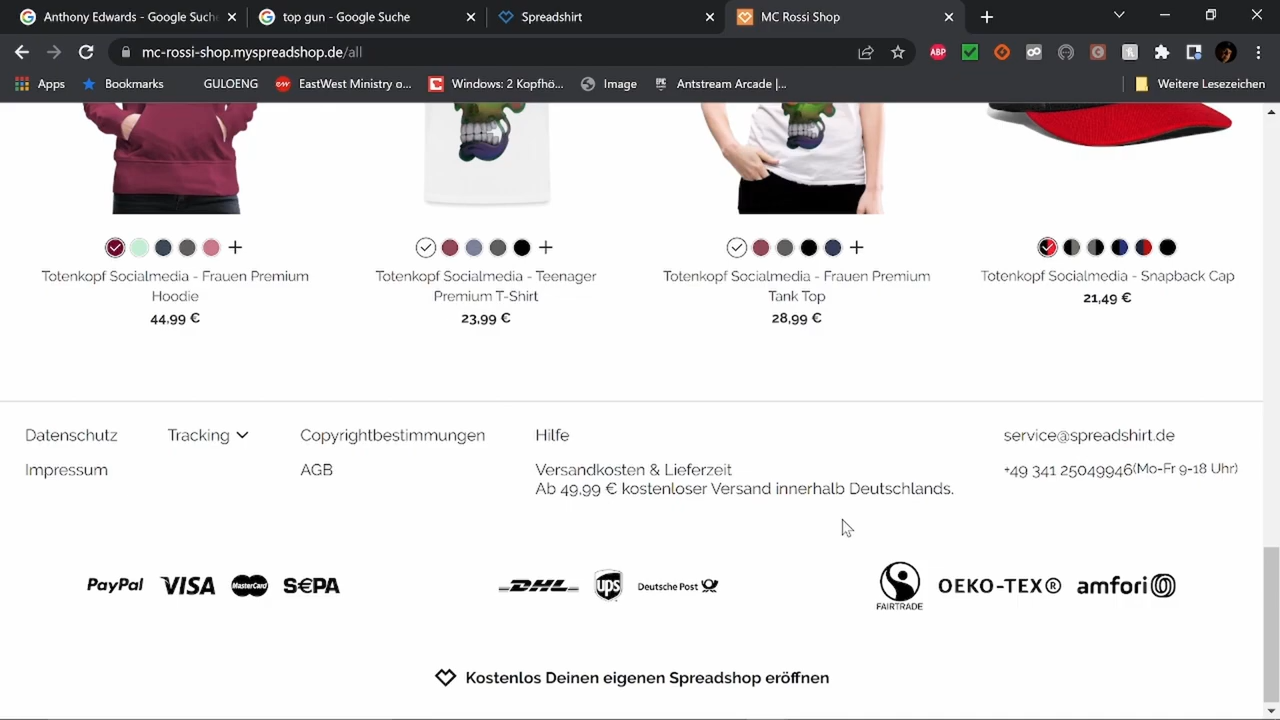 Anthony Edwards - Google Suche
top gun - Google Suche
Spreadshirt
MC Rossi Shop
mc-rossi-shop.myspreadshop.de/all
ABP
Apps
Bookmarks
GULOENG
EastWest Ministry o...
Windows: 2 Kopfhö...
Image
Antstream Arcade |...
Weitere Lesezeichen
Totenkopf Socialmedia - Frauen Premium
Hoodie
44,99 €
Totenkopf Socialmedia - Teenager
Premium T-Shirt
23,99 €
Totenkopf Socialmedia - Frauen Premium
Tank Top
28,99 €
Totenkopf Socialmedia - Snapback Cap
21,49 €
Datenschutz
Tracking
Copyrightbestimmungen
Hilfe
service@spreadshirt.de
Impressum
AGB
Versandkosten & Lieferzeit
Ab 49,99 € kostenloser Versand innerhalb Deutschlands.
+49 341 25049946(Mo-Fr 9-18 Uhr)
PayPal VISA MasterCard S€PA
DHL ups Deutsche Post
FAIRTRADE OEKO-TEX® amfori
Kostenlos Deinen eigenen Spreadshop eröffnen